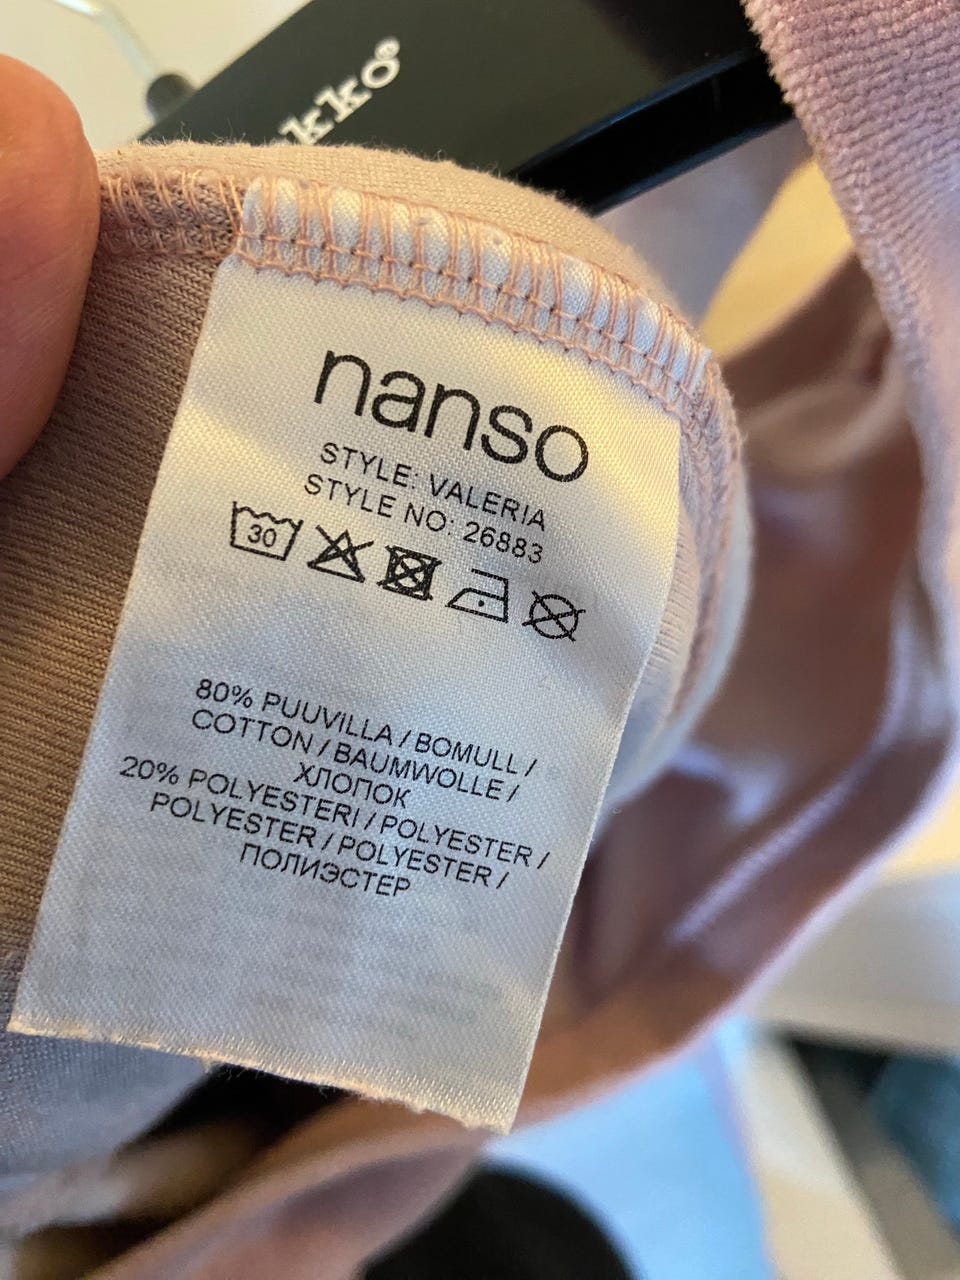 kko®
nanso
STYLE: VALERIA
STYLE NO: 26883
30
80% PUUVILLA / BOMULL /
COTTON / BAUMWOLLE /
ХЛОПОК
20% POLYESTERI / POLYESTER /
POLYESTER / POLYESTER /
ПОЛИЭСТЕР